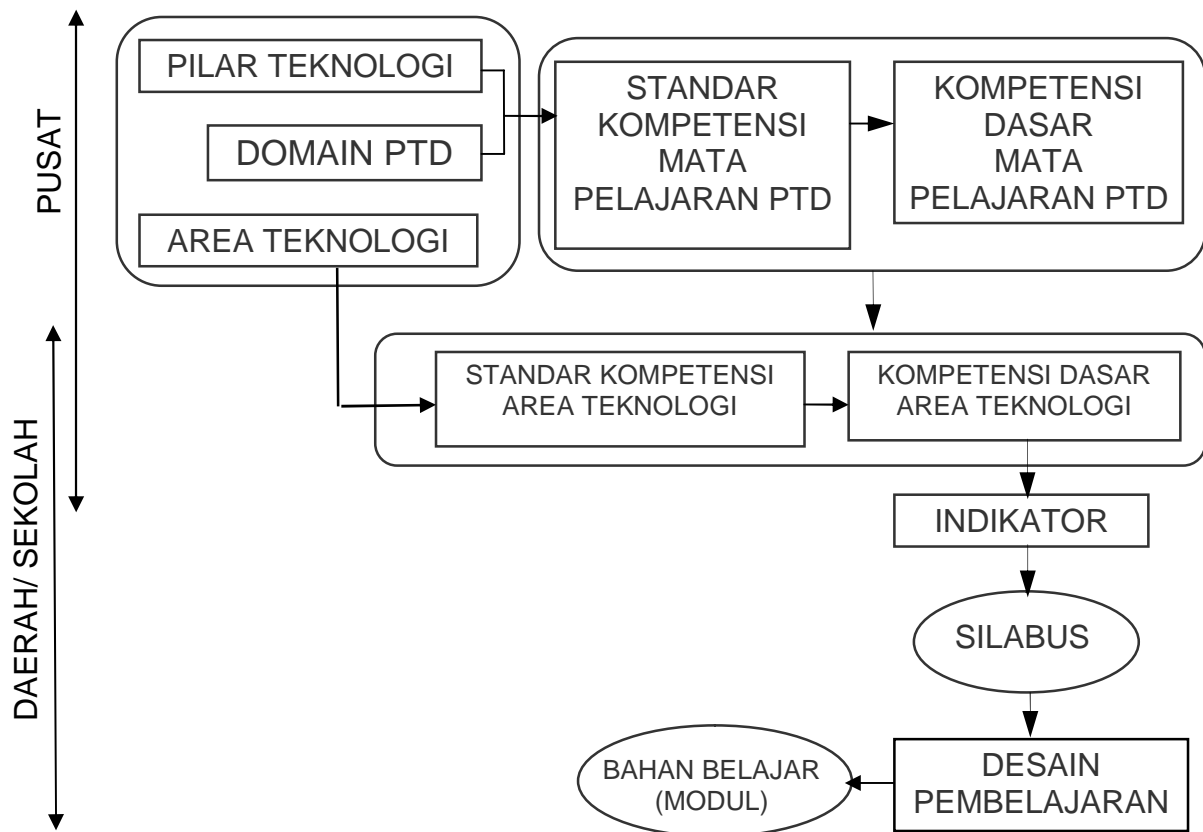 PUSAT
DAERAH/ SEKOLAH
PILAR TEKNOLOGI
DOMAIN PTD
AREA TEKNOLOGI
STANDAR
KOMPETENSI
MATA
PELAJARAN PTD
KOMPETENSI
DASAR
MATA
PELAJARAN PTD
STANDAR KOMPETENSI
AREA TEKNOLOGI
KOMPETENSI DASAR
AREA TEKNOLOGI
INDIKATOR
SILABUS
DESAIN
PEMBELAJARAN
BAHAN BELAJAR
(MODUL)